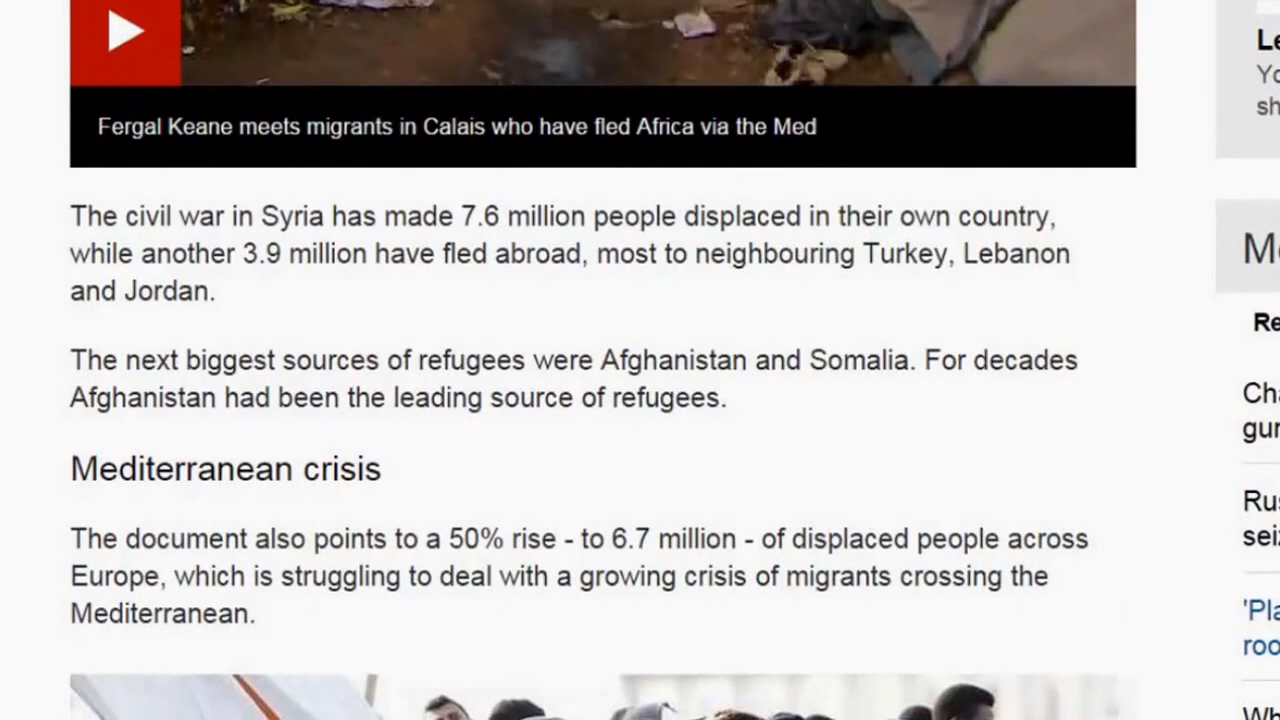 Fergal Keane meets migrants in Calais who have fled Africa via the Med
The civil war in Syria has made 7.6 million people displaced in their own country,
while another 3.9 million have fled abroad, most to neighbouring Turkey, Lebanon
and Jordan.
The next biggest sources of refugees were Afghanistan and Somalia. For decades
Afghanistan had been the leading source of refugees.
Mediterranean crisis
The document also points to a 50% rise - to 6.7 million - of displaced people across
Europe, which is struggling to deal with a growing crisis of migrants crossing the
Mediterranean.